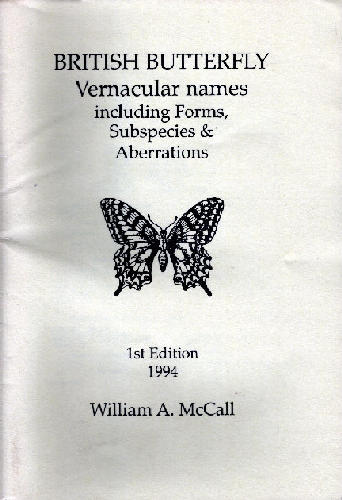 BRITISH BUTTERFLY
Vernacular names
including Forms,
Subspecies &
Aberrations
1st Edition
1994
William A. McCall